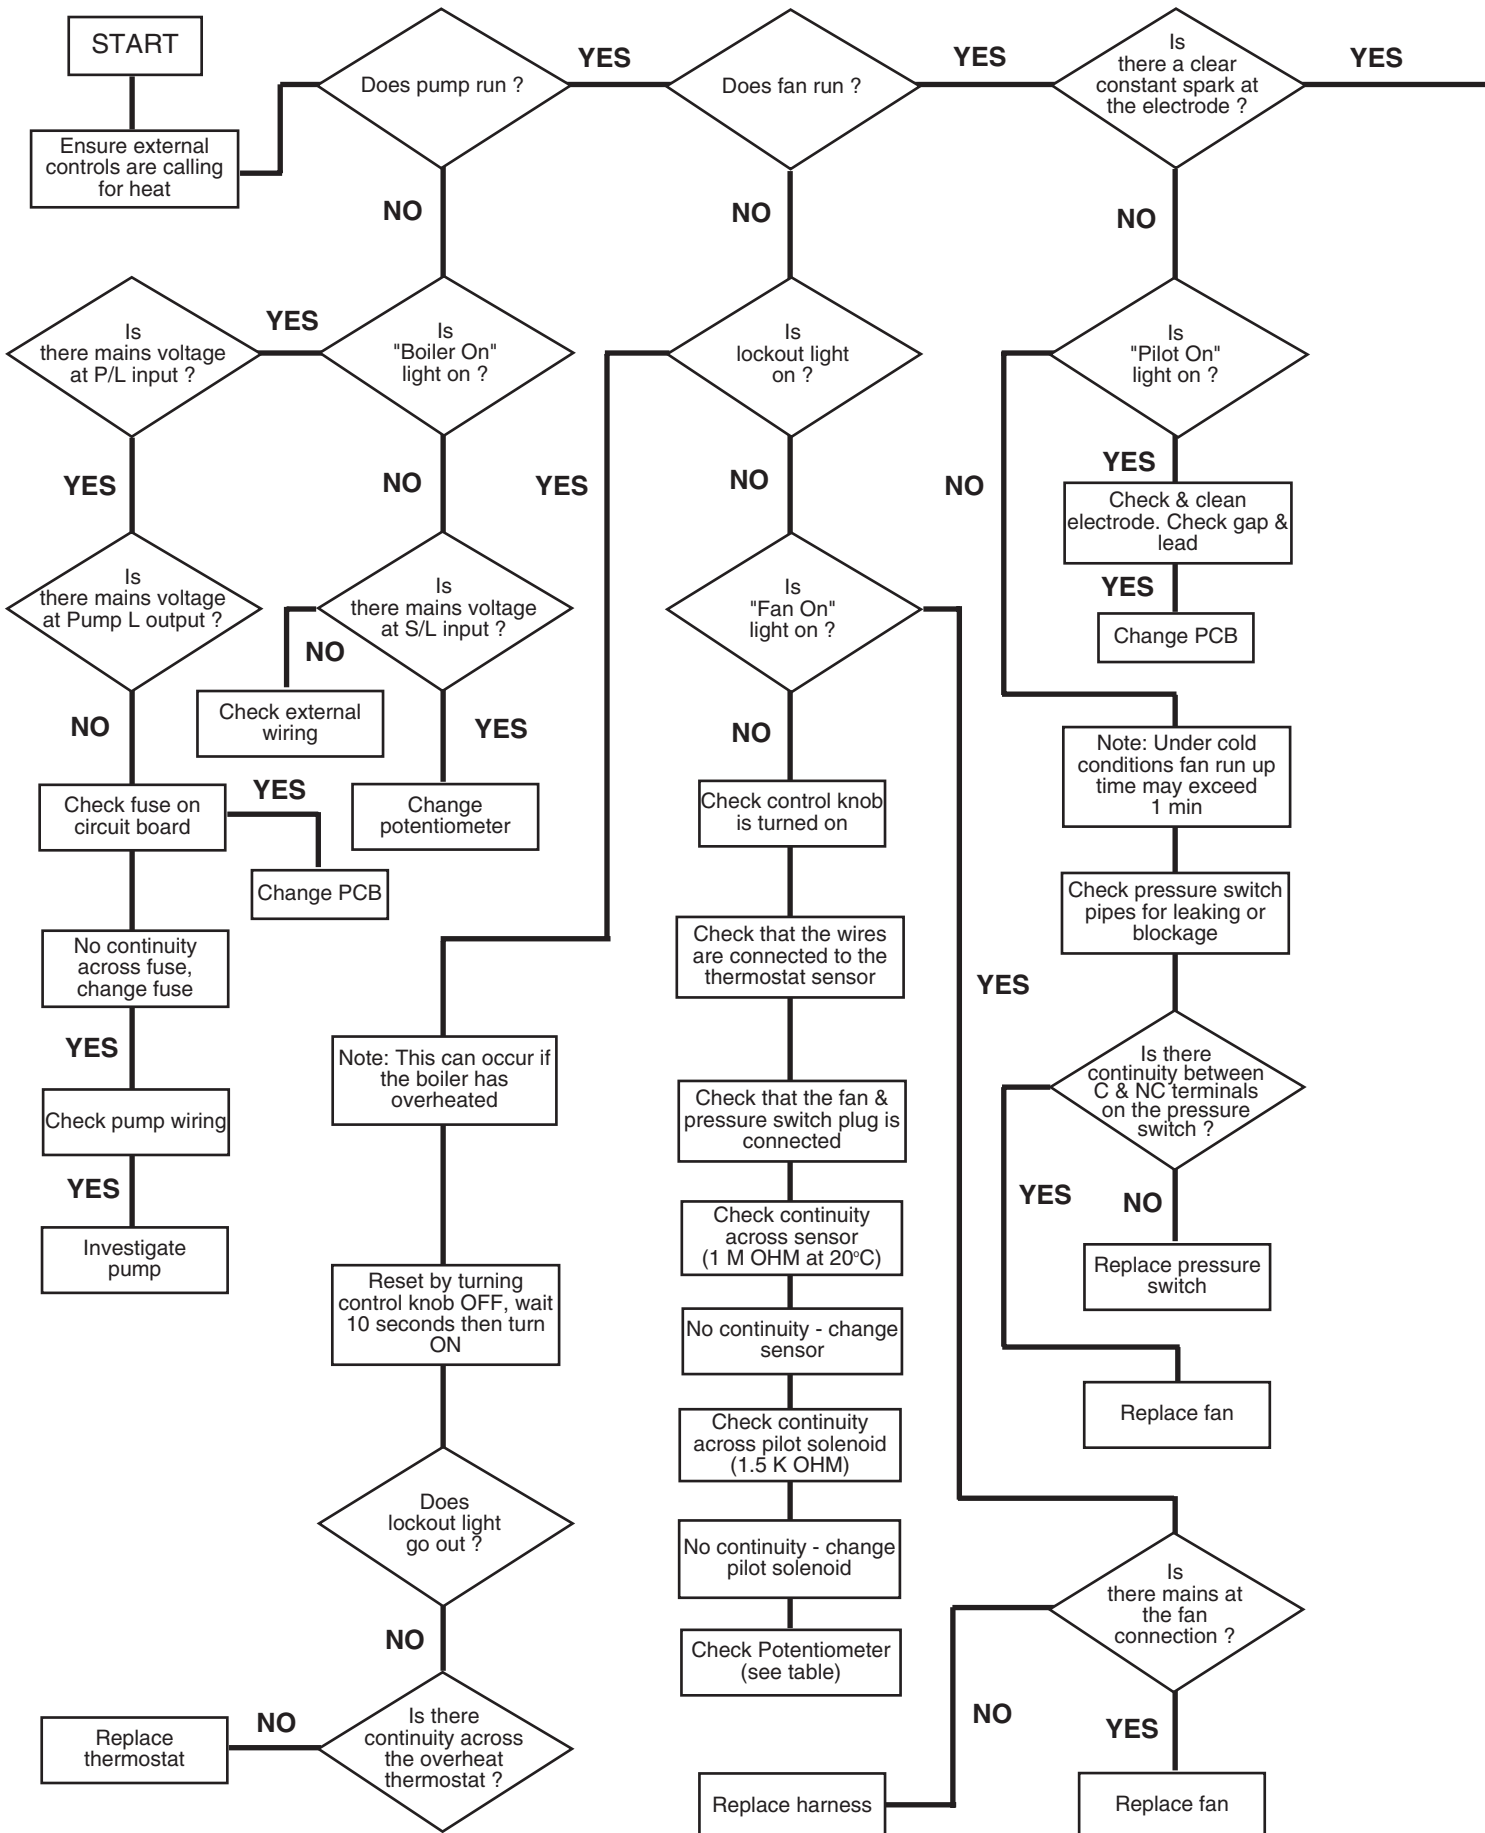 START
Ensure external
controls are calling
for heat
Does pump run ?
YES
Does fan run ?
YES
Is
there a clear
constant spark at
the electrode ?
YES
NO
NO
NO
Is
there mains voltage
at P/L input ?
YES
Is
"Boiler On"
light on ?
Is
lockout light
on ?
Is
"Pilot On"
light on ?
YES
NO
YES
NO
NO
YES
Check & clean
electrode. Check gap &
lead
YES
Change PCB
Is
there mains voltage
at Pump L output ?
Is
there mains voltage
at S/L input ?
NO
Check external
wiring
YES
Change
potentiometer
Is
"Fan On"
light on ?
NO
NO
Check fuse on
circuit board
YES
Change PCB
No continuity
across fuse,
change fuse
YES
Check pump wiring
YES
Investigate
pump
Note: This can occur if
the boiler has
overheated
Reset by turning
control knob OFF, wait
10 seconds then turn
ON
Does
lockout light
go out ?
NO
Is there
continuity across
the overheat
thermostat ?
NO
Replace
thermostat
Check control knob
is turned on
Check that the wires
are connected to the
thermostat sensor
Check that the fan &
pressure switch plug is
connected
Check continuity
across sensor
(1 M OHM at 20°C)
No continuity - change
sensor
Check continuity
across pilot solenoid
(1.5 K OHM)
No continuity - change
pilot solenoid
Check Potentiometer
(see table)
YES
Note: Under cold
conditions fan run up
time may exceed
1 min
Check pressure switch
pipes for leaking or
blockage
Is there
continuity between
C & NC terminals
on the pressure
switch ?
YES
NO
Replace pressure
switch
Replace fan
Is
there mains at
the fan
connection ?
NO
YES
Replace harness
Replace fan